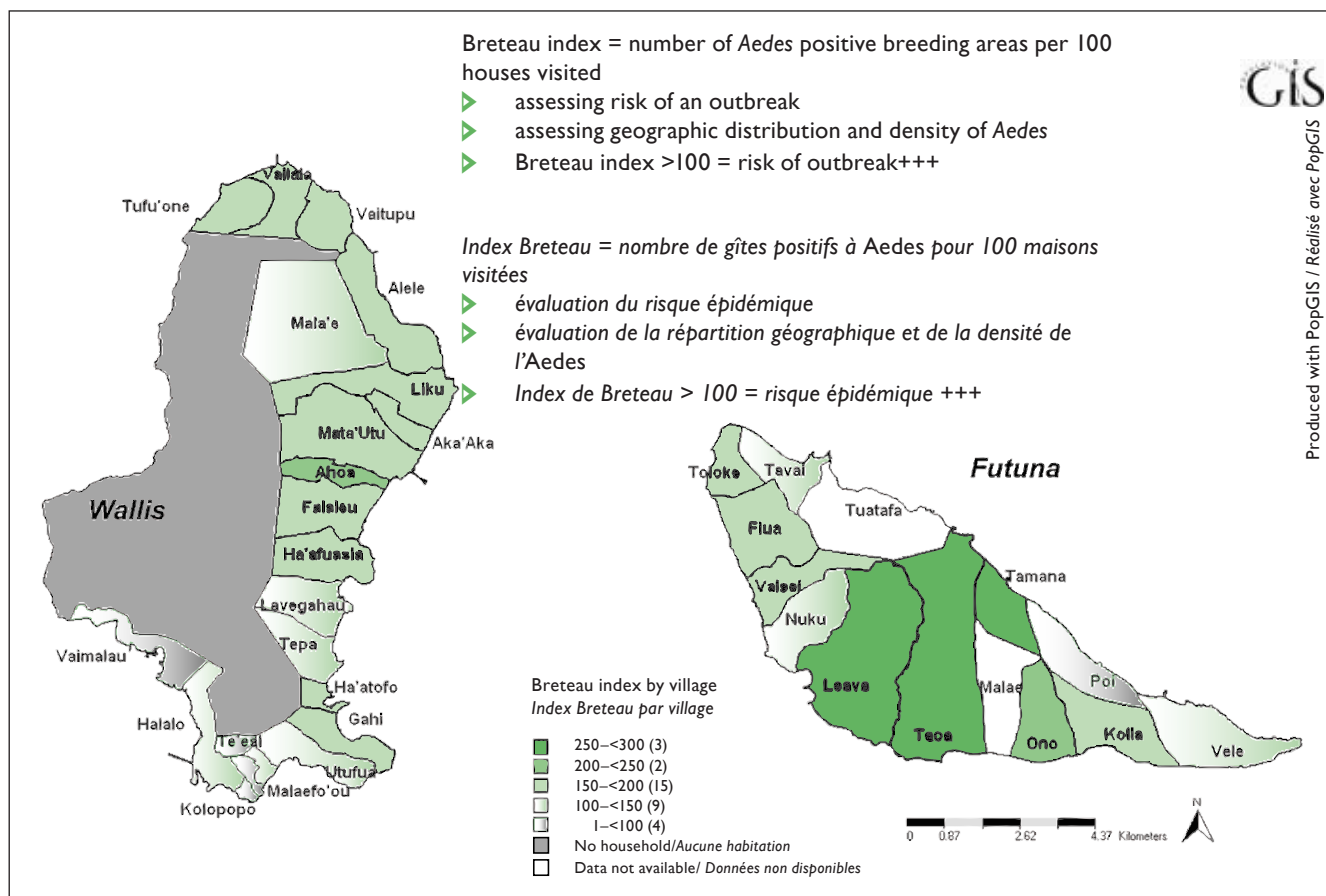 Breteau index = number of Aedes positive breeding areas per 100
houses visited
assessing risk of an outbreak
assessing geographic distribution and density of Aedes
Breteau index >100 = risk of outbreak+++
Index Breteau = nombre de gîtes positifs à Aedes pour 100 maisons
visitées
évaluation du risque épidémique
évaluation de la répartition géographique et de la densité de
l'Aedes
Index de Breteau > 100 = risque épidémique +++
GIS
Produced with PopGIS / Réalisé avec PopGIS
Wallis
Vailala
Tufu'one
Vaitupu
Alele
Mala'e
Liku
Mata'Utu
Aka'Aka
Ahoa
Falaleu
Ha'afuasia
Lavegahau
Tepa
Vaimalau
Ha'atofo
Gahi
Halalo
Te'esi
Utufua
Malaefo'ou
Kolopopo
Futuna
Toloke
Tavai
Tuatafa
Fiua
Vaisei
Nuku
Tamana
Leava
Teoa
Malae
Poi
Ono
Kolia
Vele
Breteau index by village
Index Breteau par village
250–<300 (3)
200–<250 (2)
150–<200 (15)
100–<150 (9)
1–<100 (4)
No household/Aucune habitation
Data not available/ Données non disponibles
N
0 0.87 2.62 4.37 Kilometers